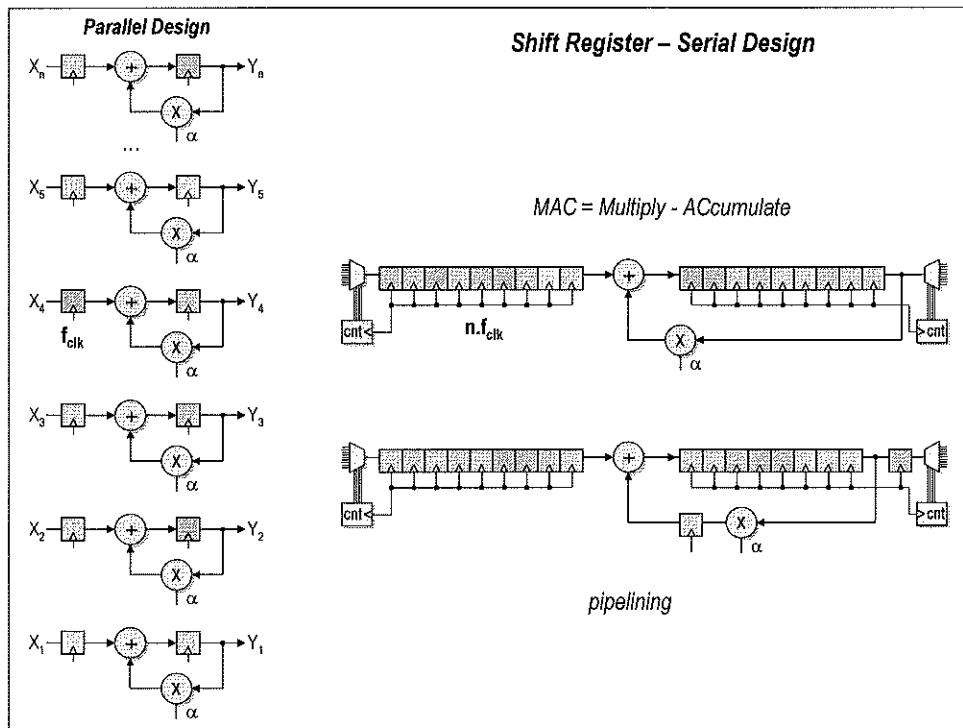 Parallel Design
Shift Register – Serial Design
Xn + Yn
X
α
...
X5 + Y5
X
α
MAC = Multiply - ACcumulate
X4 + Y4
fclk
X
α
cnt + cnt
n.fclk
X
α
X3 + Y3
X
α
X2 + Y2
X
α
cnt + cnt
X
α
pipelining
X1 + Y1
X
α